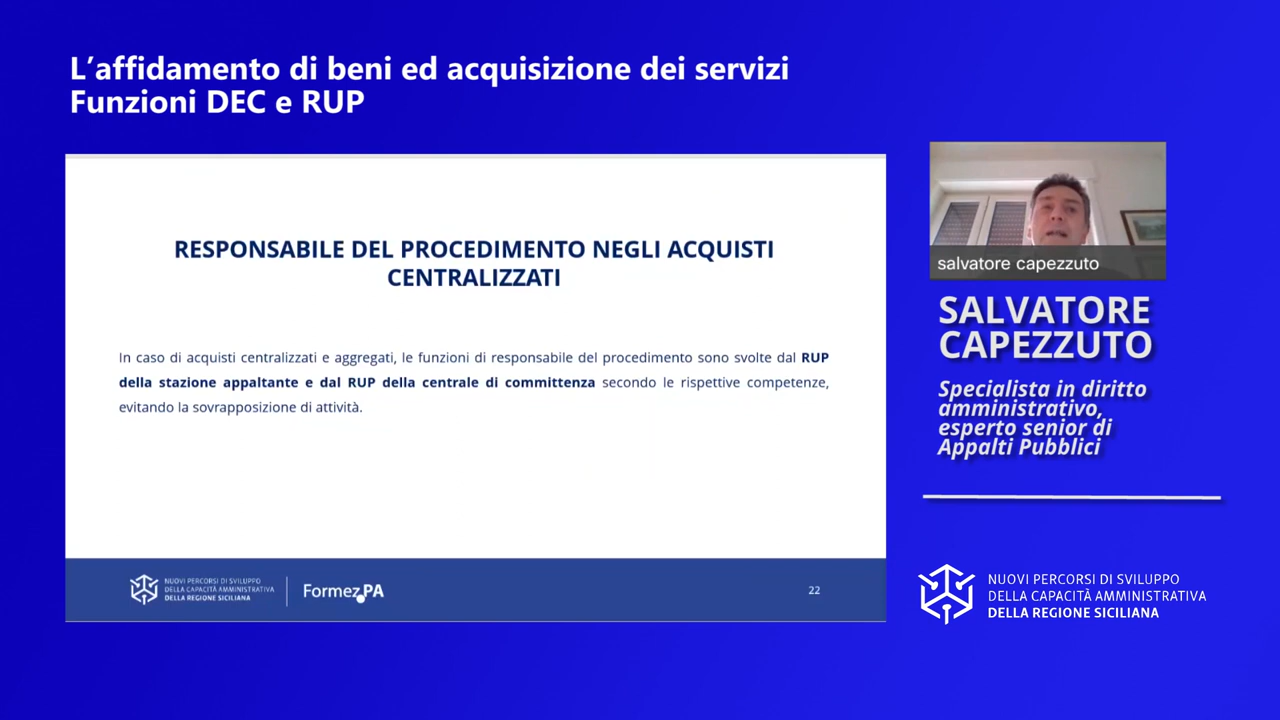 L’affidamento di beni ed acquisizione dei servizi
Funzioni DEC e RUP
RESPONSABILE DEL PROCEDIMENTO NEGLI ACQUISTI
CENTRALIZZATI
In caso di acquisti centralizzati e aggregati, le funzioni di responsabile del procedimento sono svolte dal RUP
della stazione appaltante e dal RUP della centrale di committenza secondo le rispettive competenze,
evitando la sovrapposizione di attività.
NUOVI PERCORSI DI SVILUPPO
DELLA CAPACITÀ AMMINISTRATIVA
DELLA REGIONE SICILIANA
Formez PA
22
salvatore capezzuto
SALVATORE
CAPEZZUTO
Specialista in diritto
amministrativo,
esperto senior di
Appalti Pubblici
NUOVI PERCORSI DI SVILUPPO
DELLA CAPACITÀ AMMINISTRATIVA
DELLA REGIONE SICILIANA